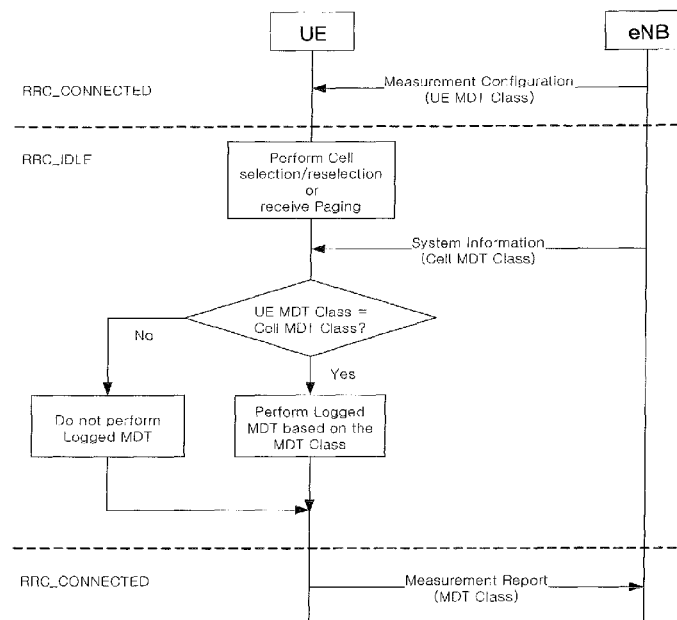 UE
eNB
Measurement Configuration
(UE MDT Class)
RRC_CONNECTED
RRC_IDLE
Perform Cell
selection/reselection
or
receive Paging
System Information
(Cell MDT Class)
UE MDT Class =
Cell MDT Class?
No
Yes
Do not perform
Logged MDT
Perform Logged
MDT based on the
MDT Class
RRC_CONNECTED
Measurement Report
(MDT Class)